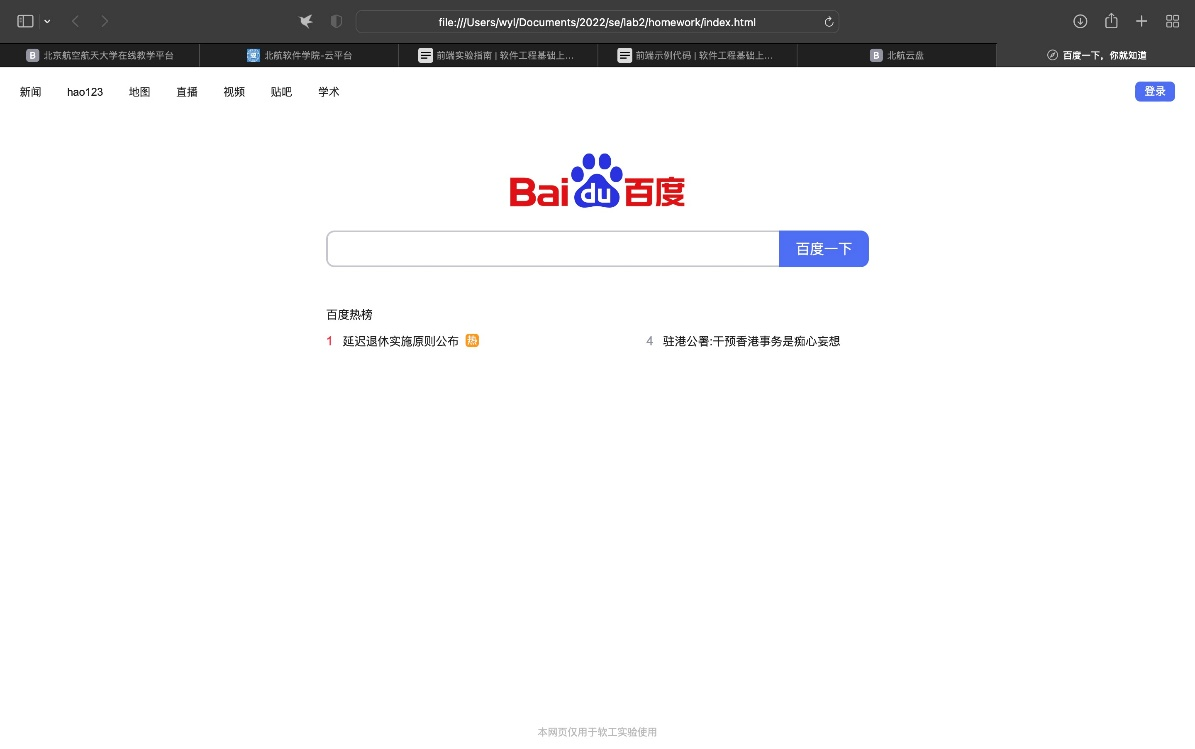 file:///Users/wyl/Documents/2022/se/lab2/homework/index.html
B 北京航空航天大学在线教学平台
北航软件学院-云平台
前端实验指南 | 软件工程基础上...
前端示例代码 | 软件工程基础上...
B 北航云盘
百度一下，你就知道
新闻 hao123 地图 直播 视频 贴吧 学术
登录
Bai du 百度
百度一下
百度热榜
1 延迟退休实施原则公布 热
4 驻港公署:干预香港事务是痴心妄想
本网页仅用于软工实验使用